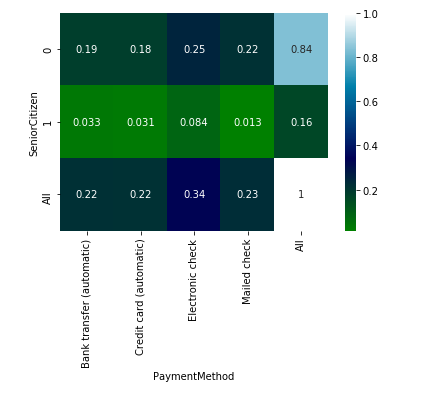 0 0.19 0.18 0.25 0.22 0.84
1 0.033 0.031 0.084 0.013 0.16
All 0.22 0.22 0.34 0.23 1
SeniorCitizen
Bank transfer (automatic)
Credit card (automatic)
Electronic check
Mailed check
All
PaymentMethod
1.0
0.8
0.6
0.4
0.2